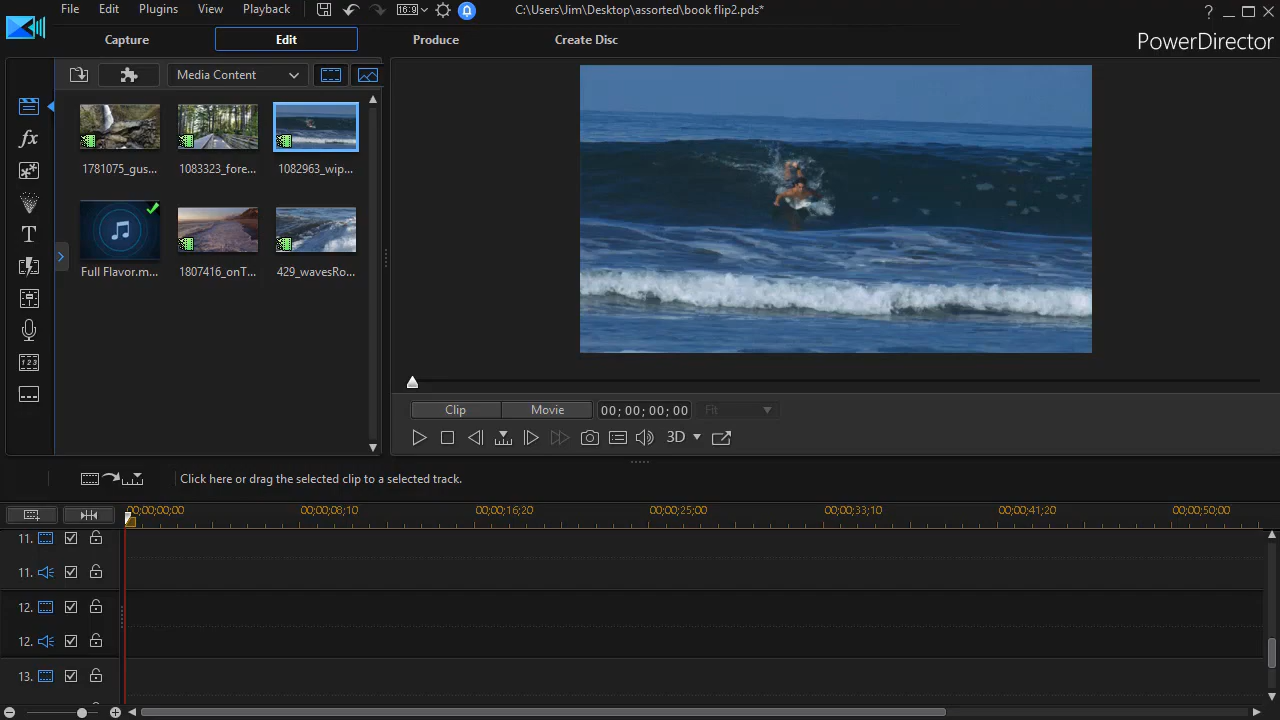 File Edit Plugins View Playback 16:9 C:\Users\Jim\Desktop\assorted\book flip2.pds* ?
Capture Edit Produce Create Disc PowerDirector
Media Content
fx
1781075_gus... 1083323_fore... 1082963_wip...
T
Full Flavor.m... 1807416_onT... 429_wavesRo...
123
Clip Movie 00;00;00;00 Fit
3D
Click here or drag the selected clip to a selected track.
00;00;00;00 00;00;08;10 00;00;16;20 00;00;25;00 00;00;33;10 00;00;41;20 00;00;50;00
11.
11.
12.
12.
13.